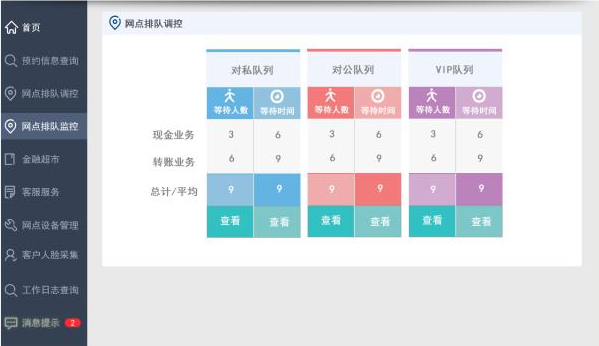 首页
预约信息查询
网点排队调控
网点排队监控
金融超市
客服服务
网点设备管理
客户人脸采集
工作日志查询
消息提示 2
网点排队调控
对私队列 对公队列 VIP队列
等待人数 等待时间 等待人数 等待时间 等待人数 等待时间
现金业务 3 6 3 6 3 6
转账业务 6 9 6 9 6 9
总计/平均 9 9 9 9 9 9
查看 查看 查看 查看 查看 查看